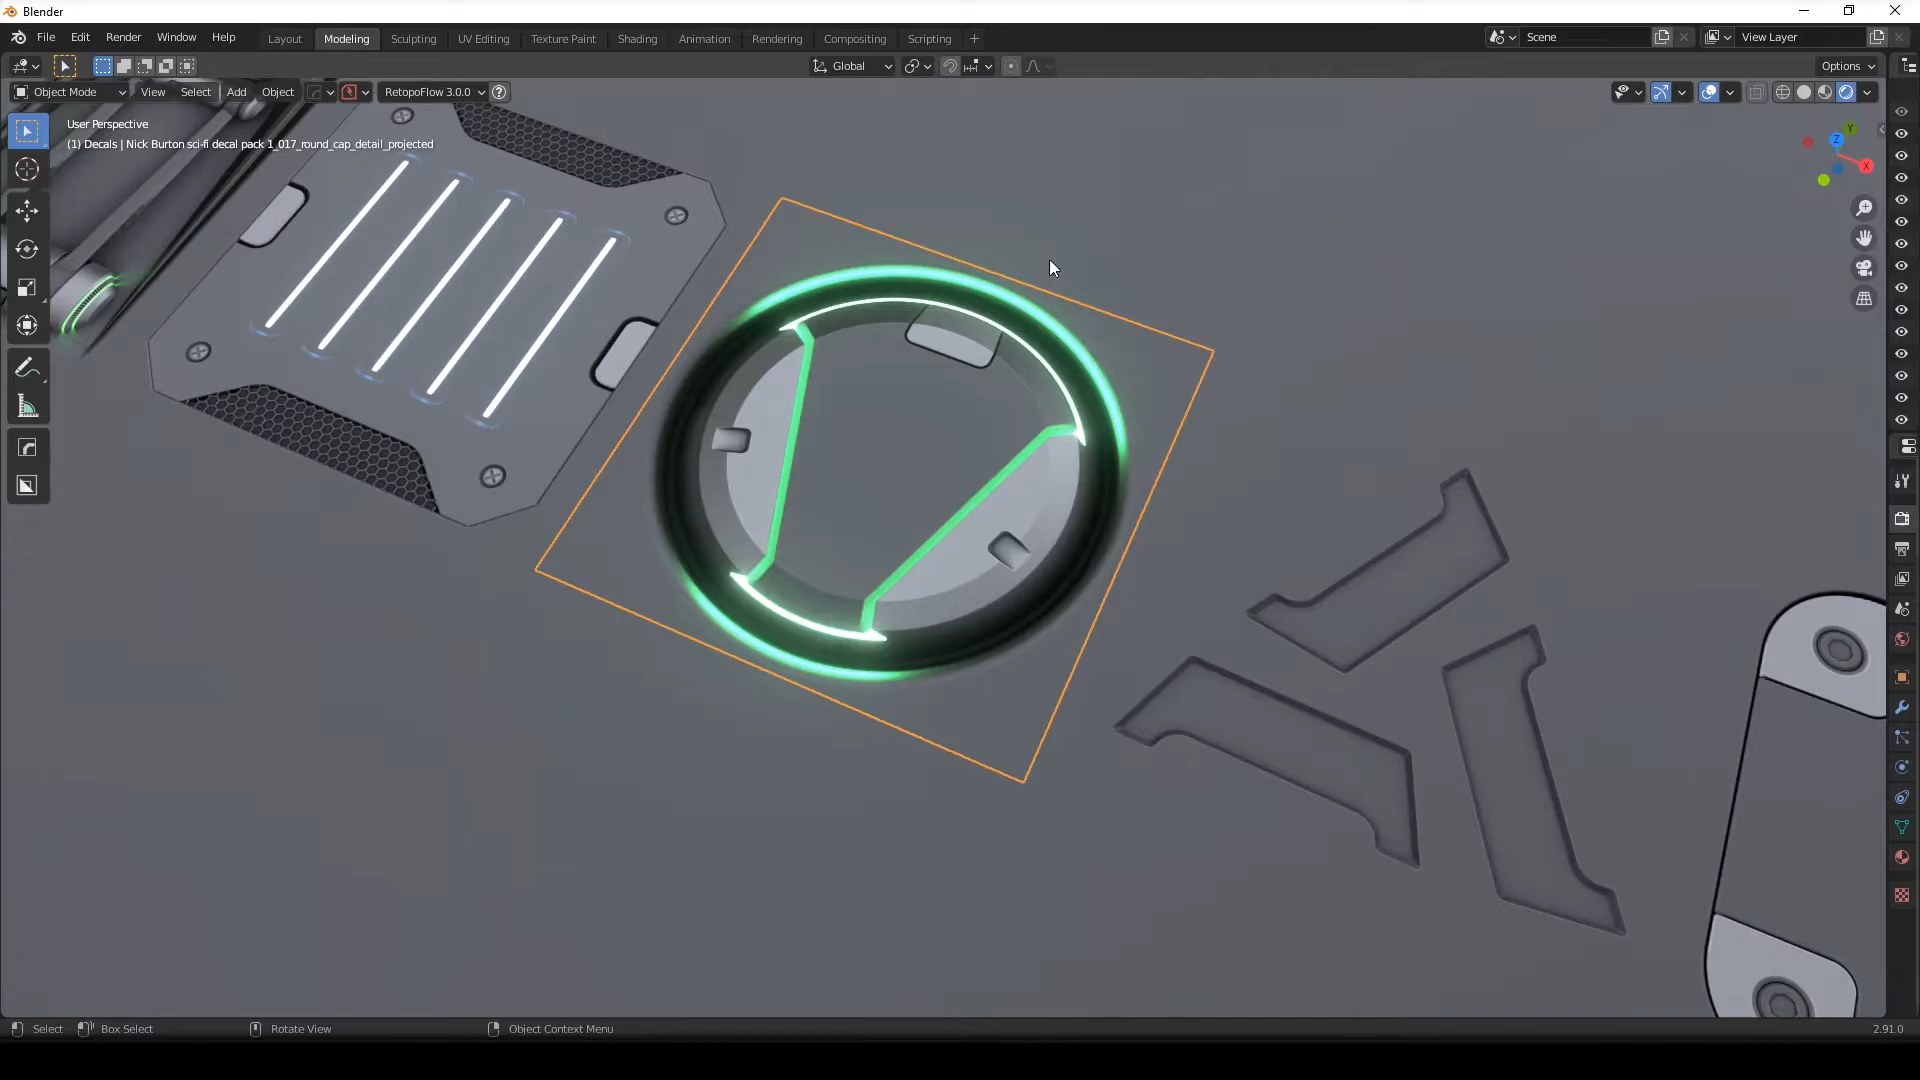 Blender
File Edit Render Window Help Layout Modeling Sculpting UV Editing Texture Paint Shading Animation Rendering Compositing Scripting + Scene View Layer
Global Options
Object Mode View Select Add Object RetopoFlow 3.0.0 ?
User Perspective
(1) Decals | Nick Burton sci-fi decal pack 1_017_round_cap_detail_projected
Y
Z
X
Select Box Select Rotate View Object Context Menu 2.91.0